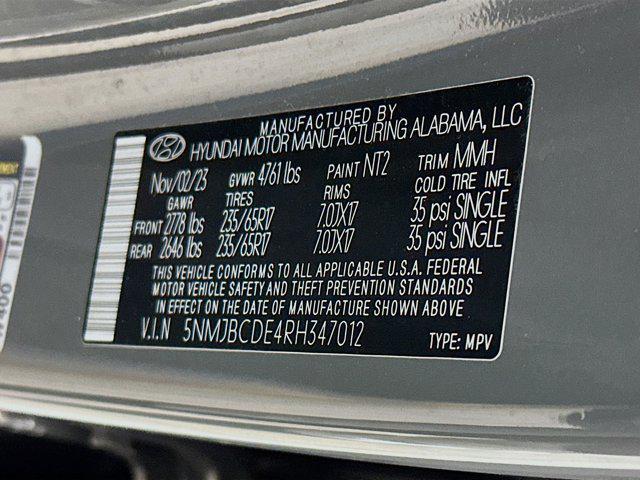 MANUFACTURED BY
HYUNDAI MOTOR MANUFACTURING ALABAMA, LLC
Nov/02/23 GVWR 4761 lbs PAINT NT2 TRIM MMH
GAWR TIRES RIMS COLD TIRE INFL
FRONT 2778 lbs 235/65R17 7.0JX17 35 psi SINGLE
REAR 2646 lbs 235/65R17 7.0JX17 35 psi SINGLE
THIS VEHICLE CONFORMS TO ALL APPLICABLE U.S.A. FEDERAL
MOTOR VEHICLE SAFETY AND THEFT PREVENTION STANDARDS
IN EFFECT ON THE DATE OF MANUFACTURE SHOWN ABOVE
V.I.N 5NMJBCDE4RH347012 TYPE: MPV